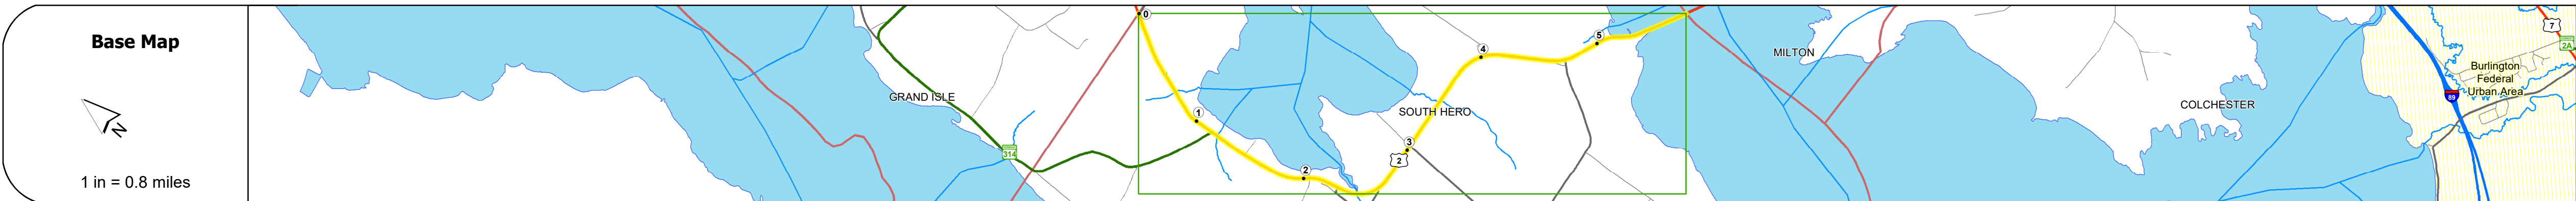 Base Map
N
1 in = 0.8 miles
GRAND ISLE
314
0
1
2
3
2
4
5
SOUTH HERO
MILTON
COLCHESTER
Burlington
Federal
Urban Area
89
7
2A